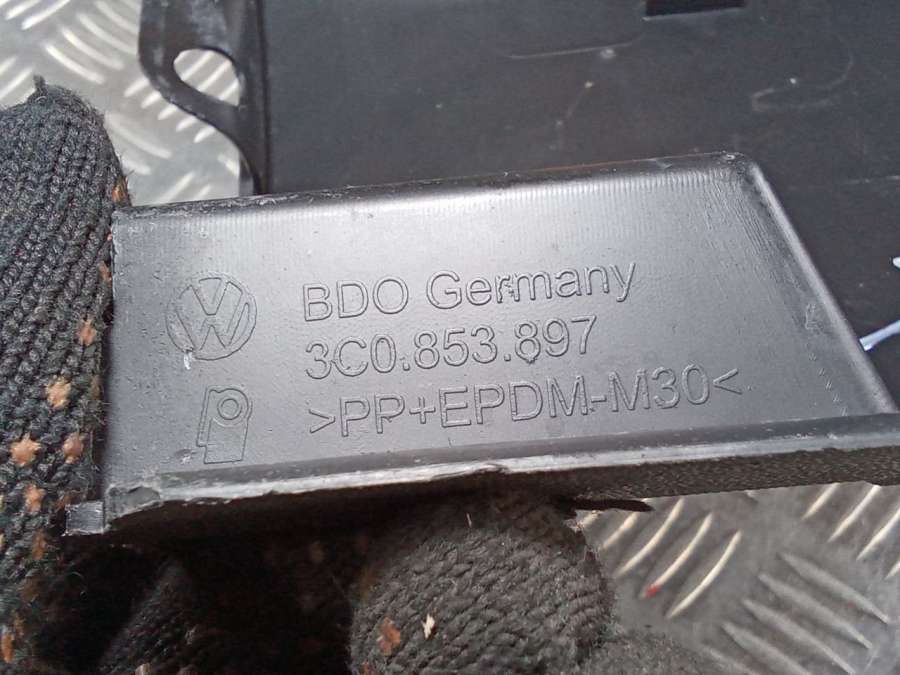 BDO Germany
3C0.853.897
>PP+EPDM-M30<